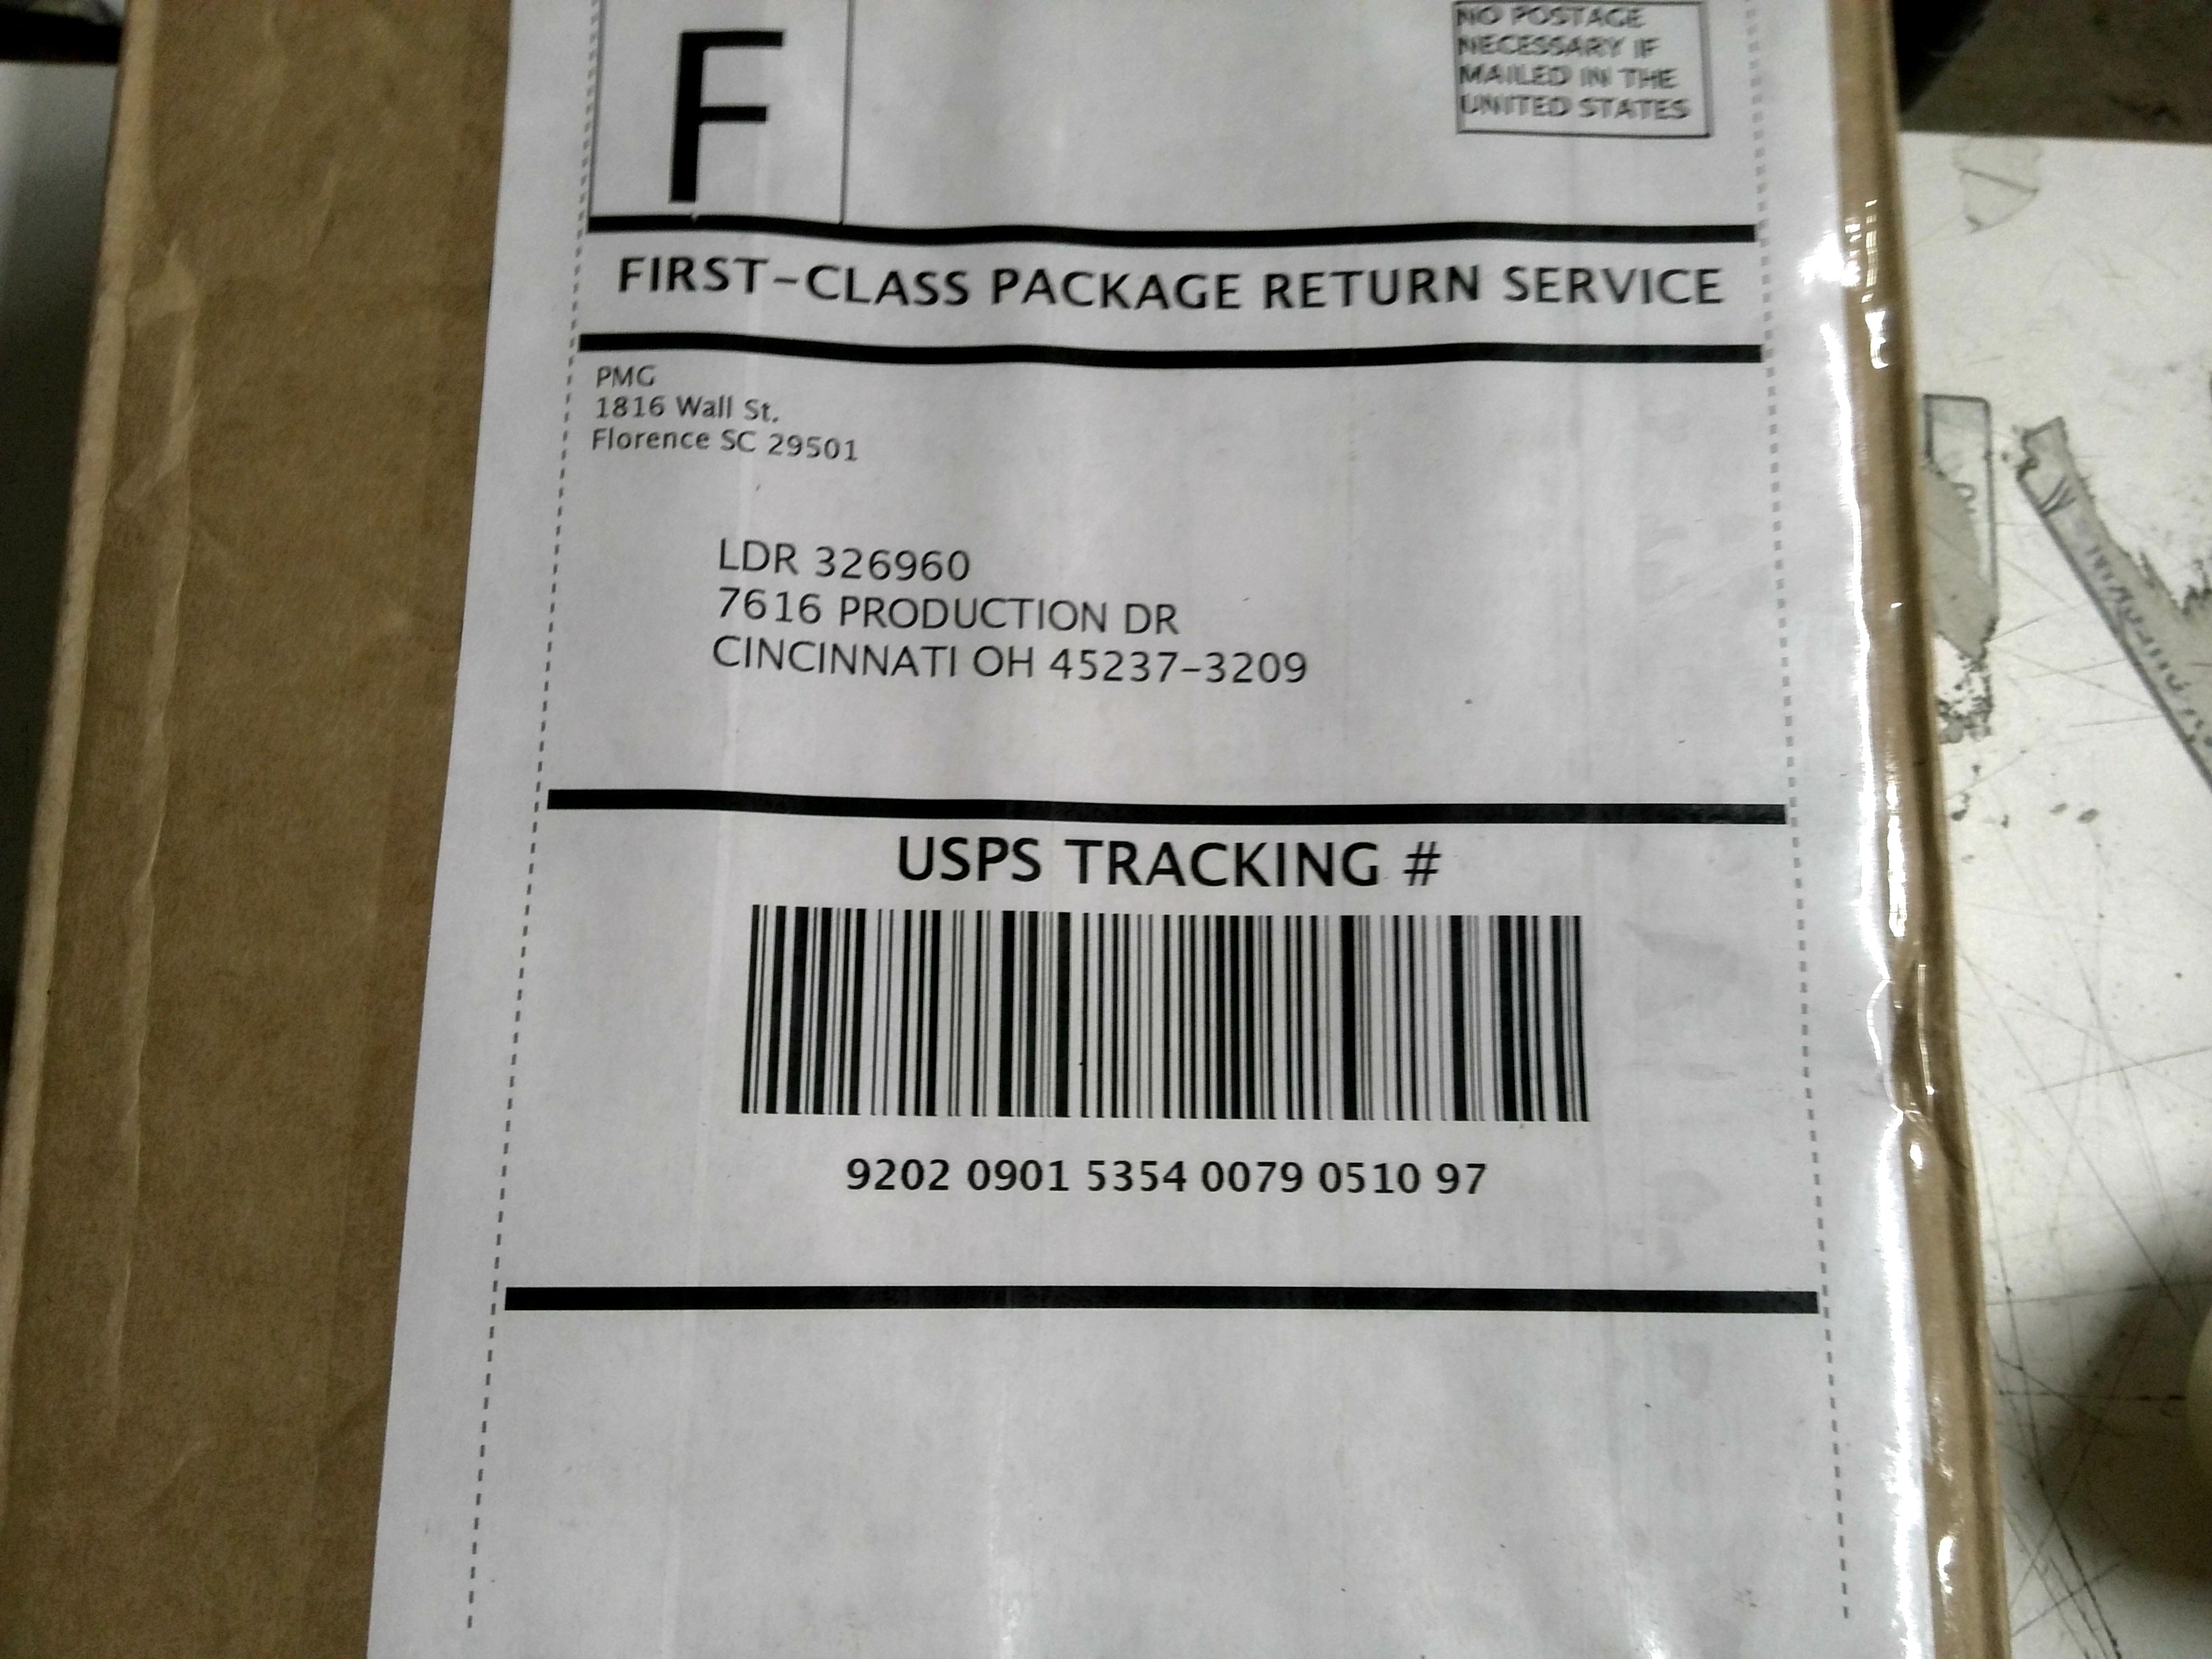 F
NO POSTAGE
NECESSARY IF
MAILED IN THE
UNITED STATES
FIRST-CLASS PACKAGE RETURN SERVICE
PMG
1816 Wall St.
Florence SC 29501
LDR 326960
7616 PRODUCTION DR
CINCINNATI OH 45237-3209
USPS TRACKING #
9202 0901 5354 0079 0510 97